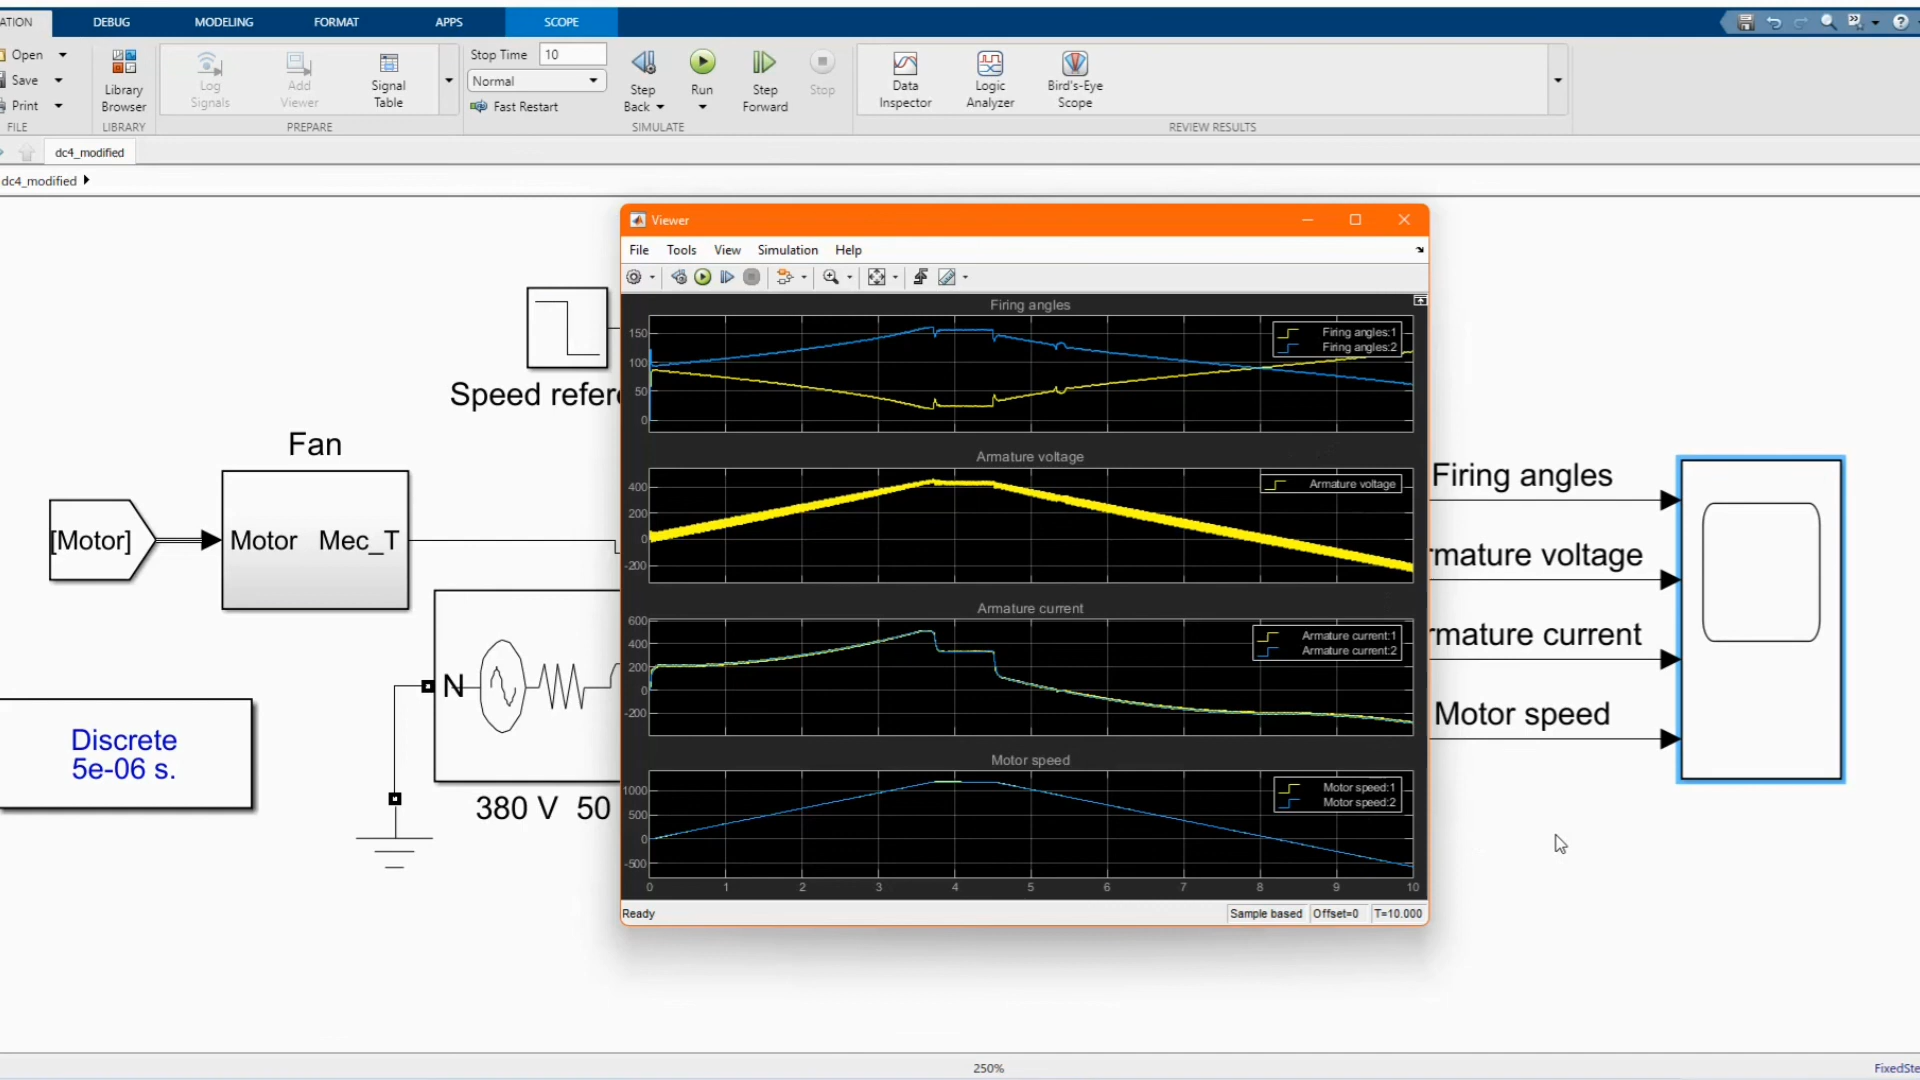 ATION DEBUG MODELING FORMAT APPS SCOPE
Open
Save
Print
FILE
Library
Browser
LIBRARY
Log
Signals
Add
Viewer
Signal
Table
PREPARE
Stop Time 10
Normal
Fast Restart
Step
Back
Run
Step
Forward
Stop
SIMULATE
Data
Inspector
Logic
Analyzer
Bird's-Eye
Scope
REVIEW RESULTS
dc4_modified
dc4_modified
Speed refere
Fan
[Motor]
Motor Mec_T
N
380 V 50
Discrete
5e-06 s.
Viewer
File Tools View Simulation Help
Firing angles
150
100
50
0
Firing angles:1
Firing angles:2
Armature voltage
400
200
0
-200
Armature voltage
Armature current
600
400
200
0
-200
Armature current:1
Armature current:2
Motor speed
1000
500
0
-500
Motor speed:1
Motor speed:2
0 1 2 3 4 5 6 7 8 9 10
Ready Sample based Offset=0 T=10.000
Firing angles
rmature voltage
rmature current
Motor speed
250%
FixedSte